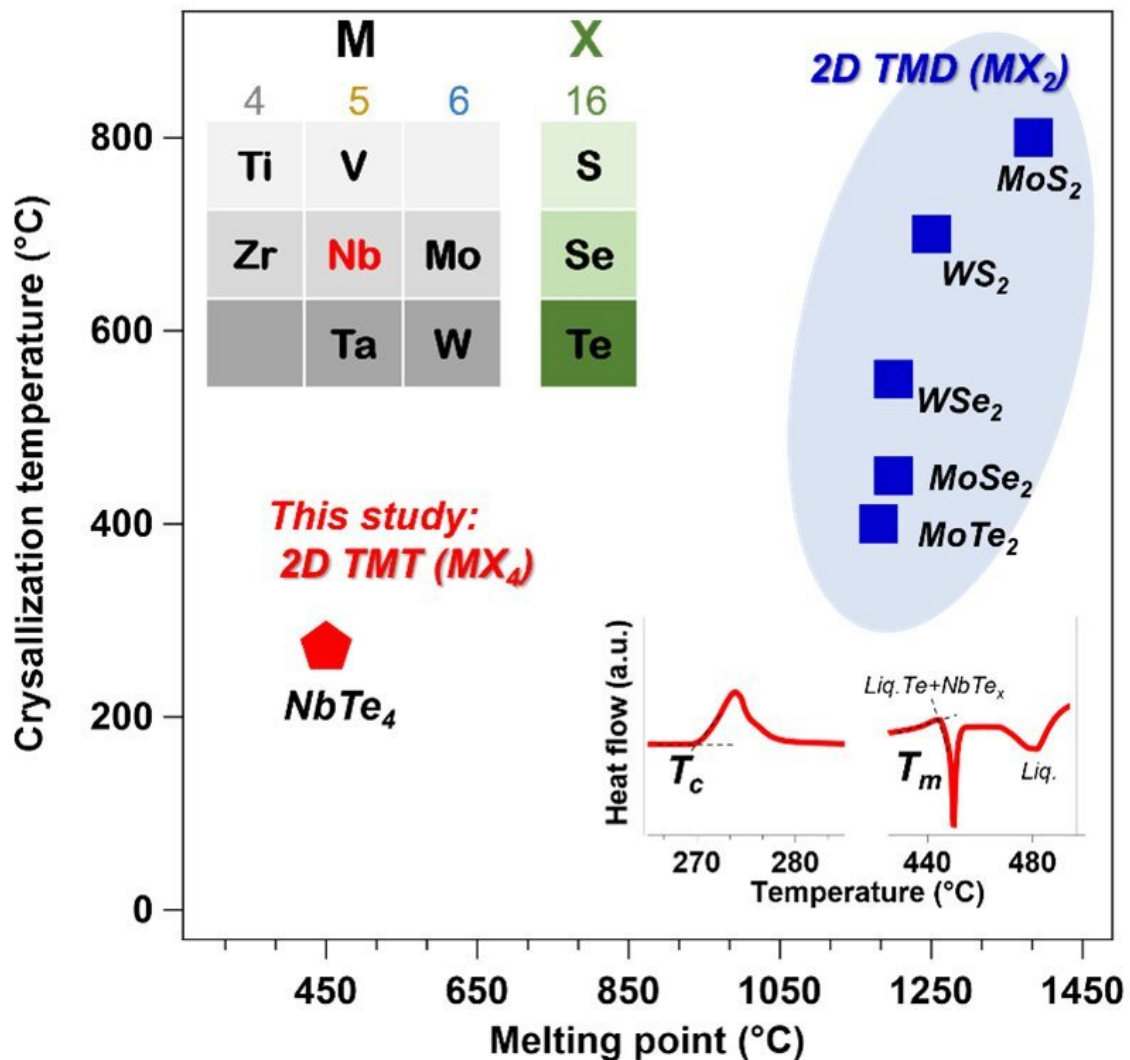 M X
4 5 6 16
Ti V S
Zr Nb Mo Se
Ta W Te
2D TMD (MX₂)
MoS₂
WS₂
WSe₂
MoSe₂
MoTe₂
This study:
2D TMT (MX₄)
NbTe₄
Heat flow (a.u.)
Liq.Te+NbTeₓ
T_c
T_m
Liq.
270 280 440 480
Temperature (°C)
Crysallization temperature (°C)
800
600
400
200
0
450 650 850 1050 1250 1450
Melting point (°C)